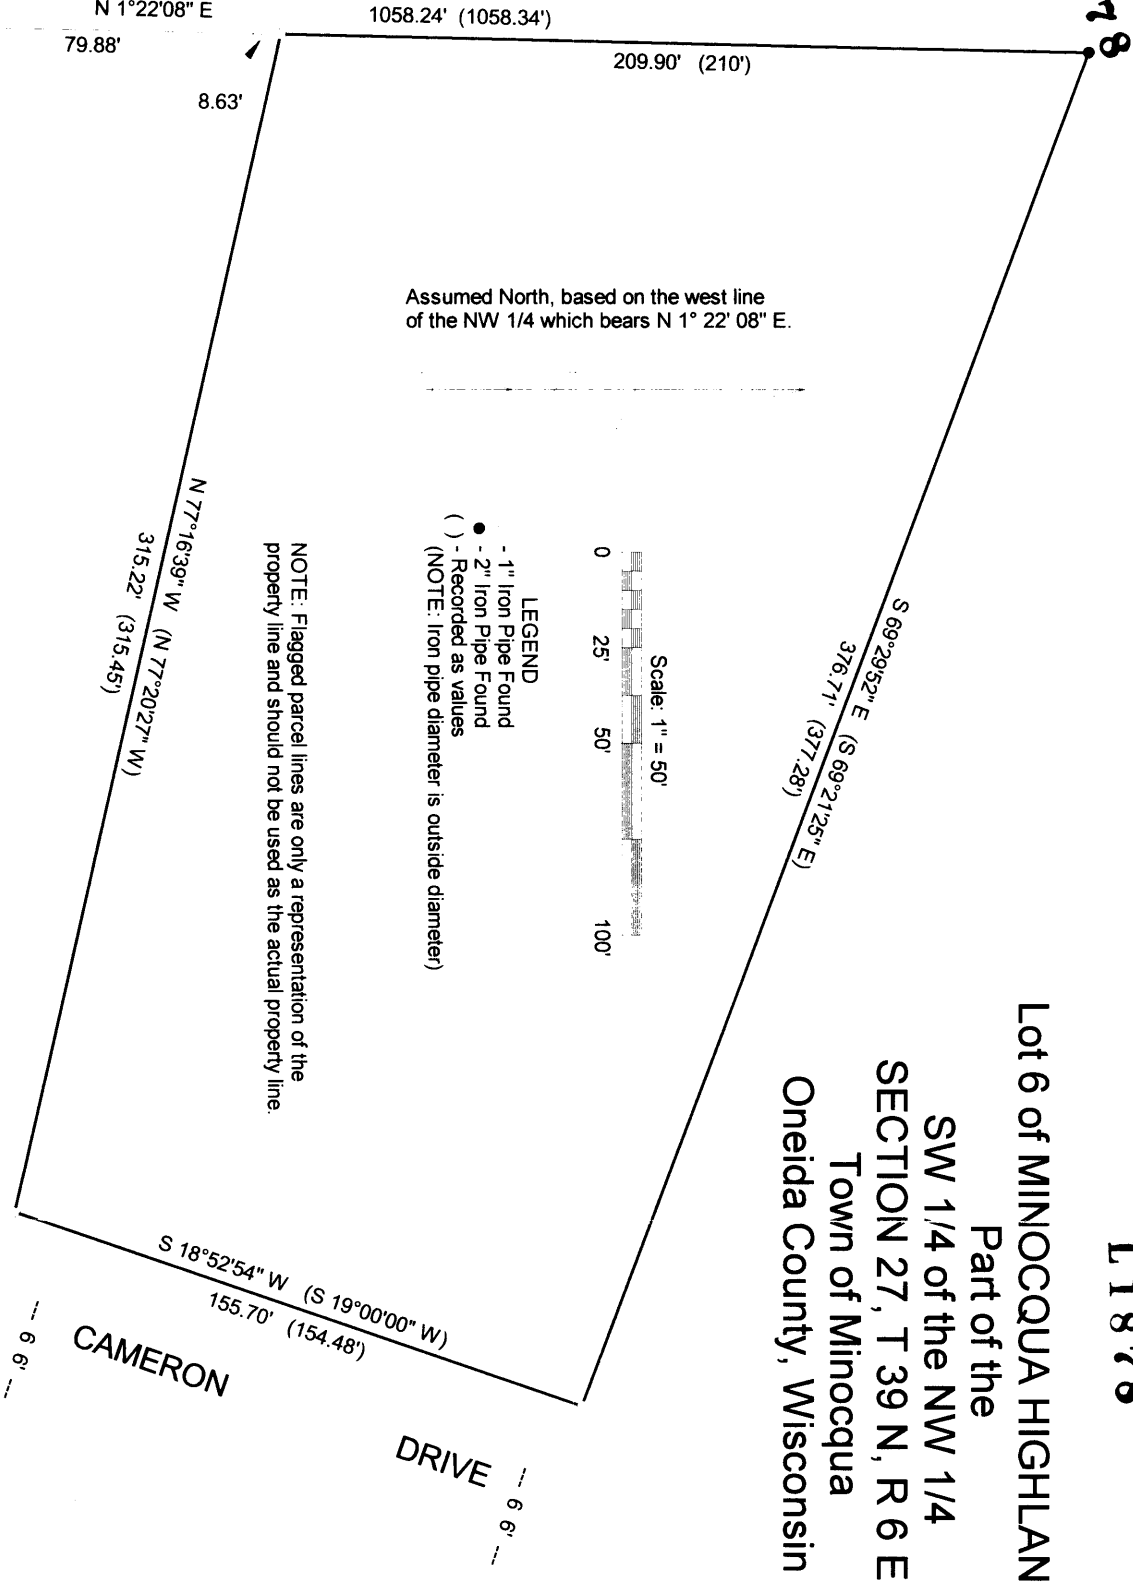 N 1°22'08" E
79.88'
1058.24' (1058.34')
209.90' (210')
8.63'
78
Assumed North, based on the west line
of the NW 1/4 which bears N 1° 22' 08" E.
S 69°29'52" E (S 69°21'25" E)
376.71' (377.28')
Scale: 1" = 50'
0 25' 50' 100'
LEGEND
- 1" Iron Pipe Found
- 2" Iron Pipe Found
( ) - Recorded as values
(NOTE: Iron pipe diameter is outside diameter)
NOTE: Flagged parcel lines are only a representation of the
property line and should not be used as the actual property line.
N 77°16'39" W (N 77°20'27" W)
315.22' (315.45')
S 18°52'54" W (S 19°00'00" W)
155.70' (154.48')
CAMERON DRIVE
--- 66' ---
--- 66' ---
Lot 6 of MINOCQUA HIGHLAN
Part of the
SW 1/4 of the NW 1/4
SECTION 27, T 39 N, R 6 E
Town of Minocqua
Oneida County, Wisconsin